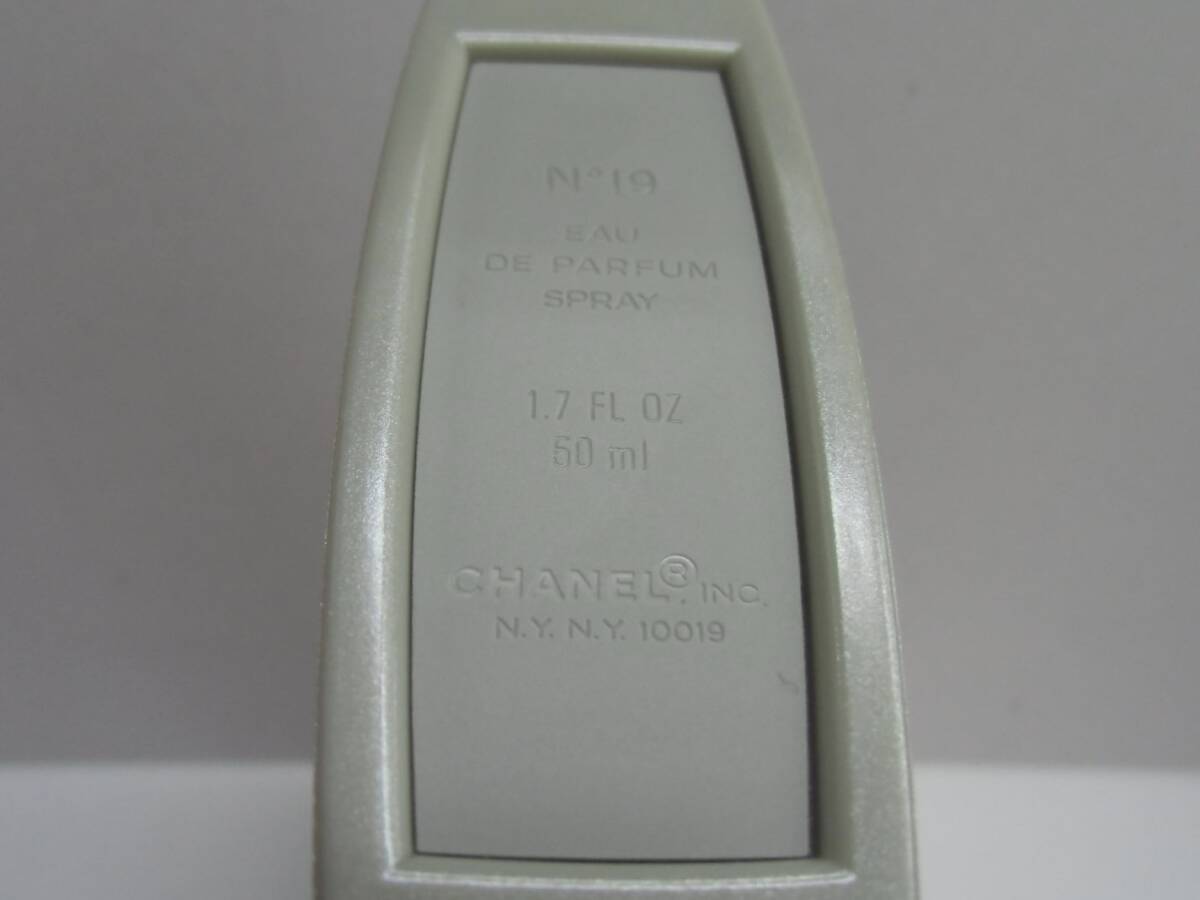 N°19
EAU
DE PARFUM
SPRAY
1.7 FL OZ
50 ml
CHANEL®, INC.
N.Y. N.Y. 10019